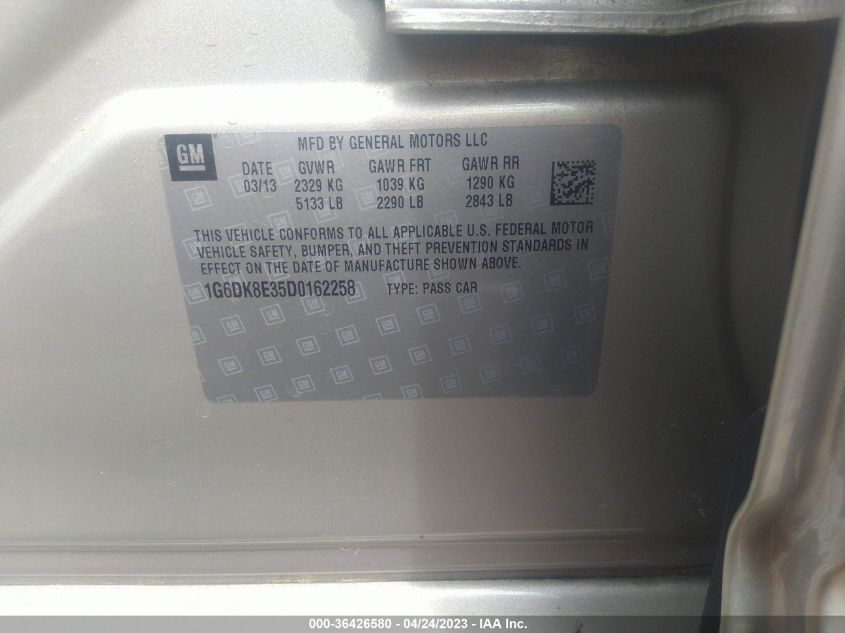 GM
MFD BY GENERAL MOTORS LLC
DATE GVWR GAWR FRT GAWR RR
03/13 2329 KG 1039 KG 1290 KG
5133 LB 2290 LB 2843 LB
THIS VEHICLE CONFORMS TO ALL APPLICABLE U.S. FEDERAL MOTOR
VEHICLE SAFETY, BUMPER, AND THEFT PREVENTION STANDARDS IN
EFFECT ON THE DATE OF MANUFACTURE SHOWN ABOVE.
1G6DK8E35D0162258 TYPE: PASS CAR
000-36426580 - 04/24/2023 - IAA Inc.